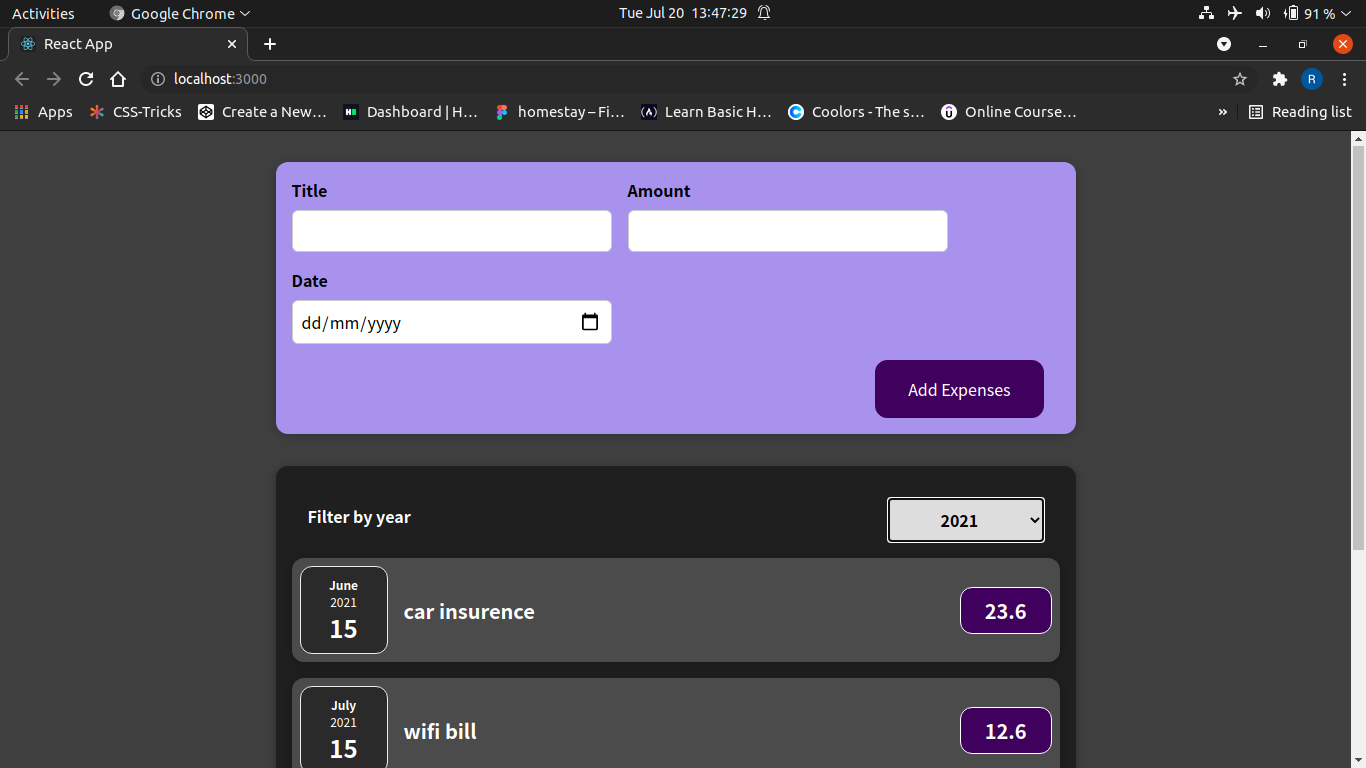 Activities Google Chrome Tue Jul 20 13:47:29 91 %
React App
localhost:3000 R
Apps CSS-Tricks Create a New… Dashboard | H… homestay – Fi… Learn Basic H… Coolors - The s… Online Course… » Reading list
Title Amount
Date
dd/mm/yyyy
Add Expenses
Filter by year 2021
June
2021
15
car insurence 23.6
July
2021
15
wifi bill 12.6